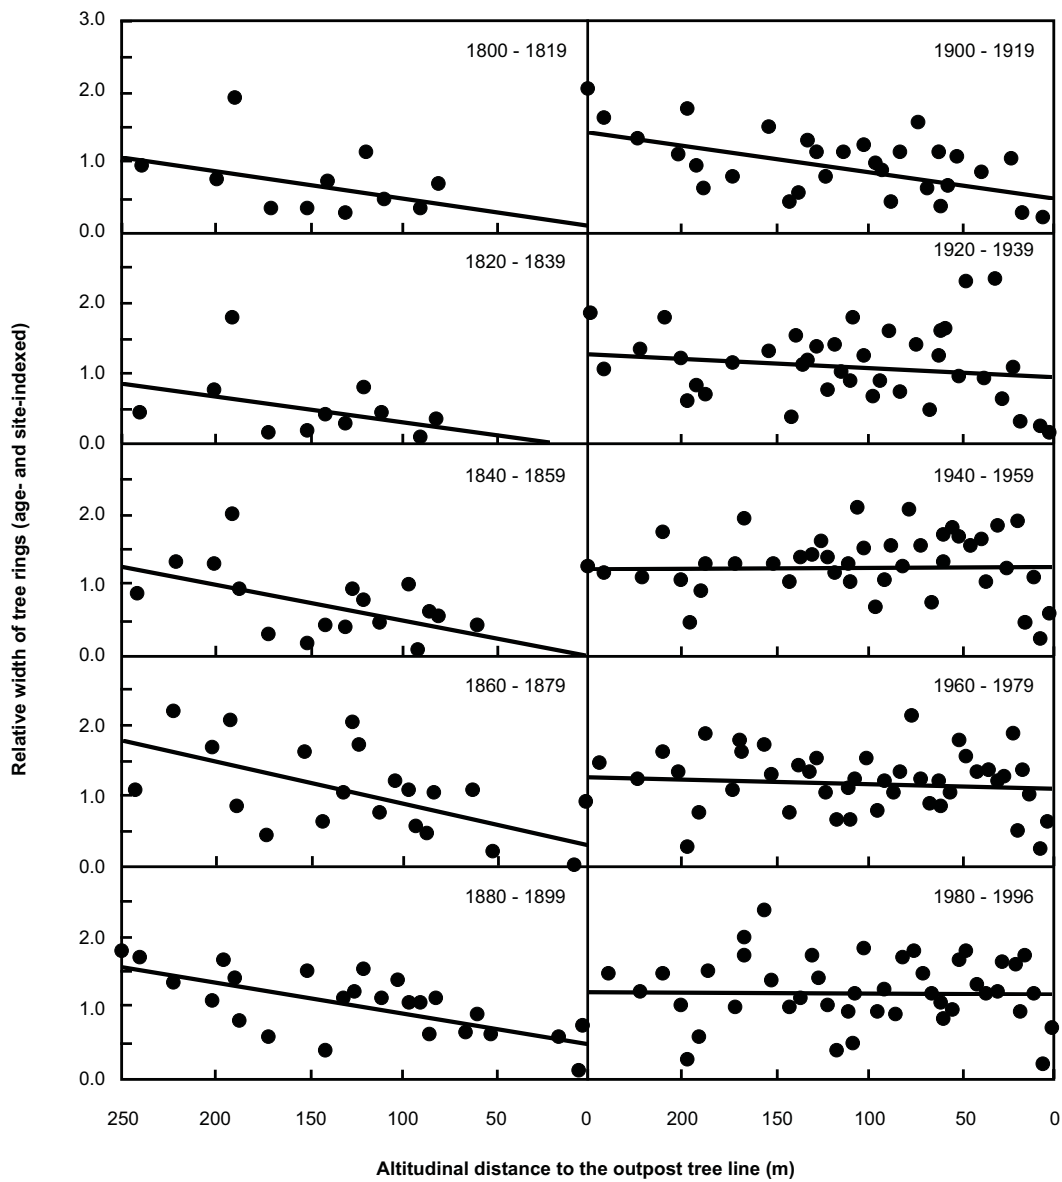 3.0
2.0
1.0
0.0
1800 - 1819
1900 - 1919
2.0
1.0
0.0
1820 - 1839
1920 - 1939
2.0
1.0
0.0
1840 - 1859
1940 - 1959
2.0
1.0
0.0
1860 - 1879
1960 - 1979
2.0
1.0
0.0
1880 - 1899
1980 - 1996
250 200 150 100 50 0 200 150 100 50 0
Relative width of tree rings (age- and site-indexed)
Altitudinal distance to the outpost tree line (m)